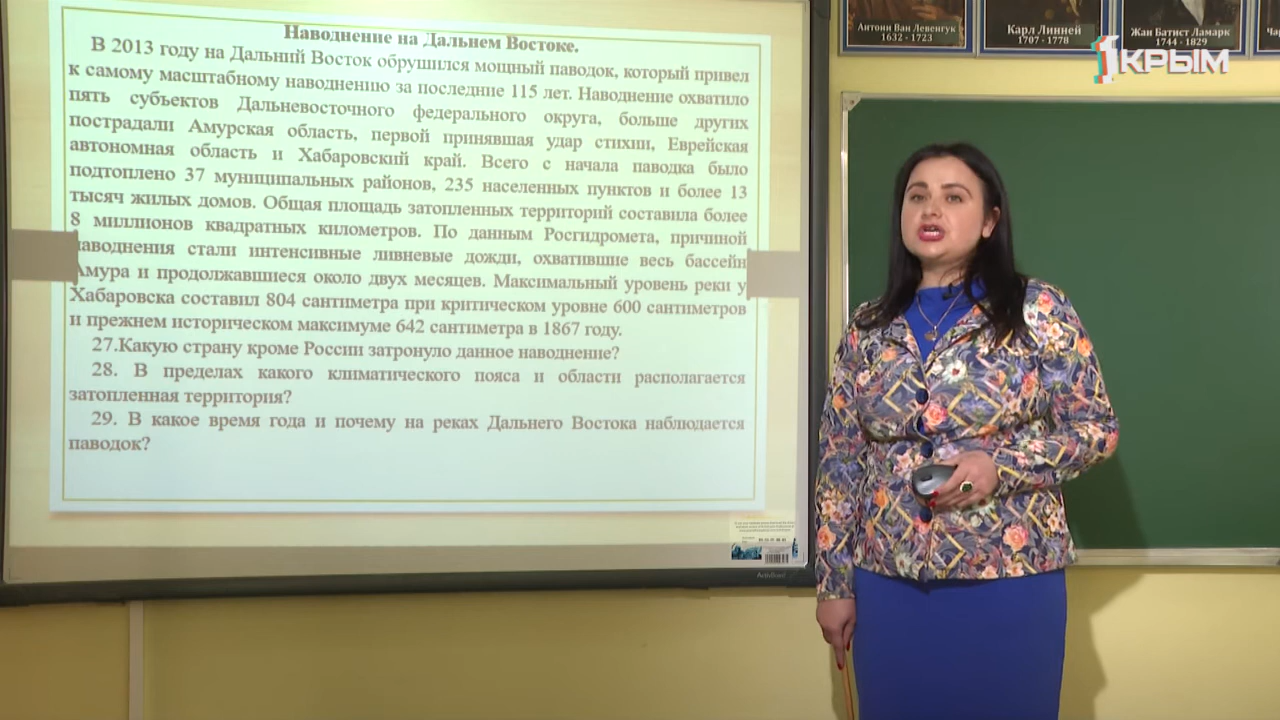 Наводнение на Дальнем Востоке.
В 2013 году на Дальний Восток обрушился мощный паводок, который привел
к самому масштабному наводнению за последние 115 лет. Наводнение охватило
пять субъектов Дальневосточного федерального округа, больше других
пострадали Амурская область, первой принявшая удар стихии, Еврейская
автономная область и Хабаровский край. Всего с начала паводка было
подтоплено 37 муниципальных районов, 235 населенных пунктов и более 13
тысяч жилых домов. Общая площадь затопленных территорий составила более
8 миллионов квадратных километров. По данным Росгидромета, причиной
наводнения стали интенсивные ливневые дожди, охватившие весь бассейн
Амура и продолжавшиеся около двух месяцев. Максимальный уровень реки у
Хабаровска составил 804 сантиметра при критическом уровне 600 сантиметров
и прежнем историческом максимуме 642 сантиметра в 1867 году.
27.Какую страну кроме России затронуло данное наводнение?
28. В пределах какого климатического пояса и области располагается
затопленная территория?
29. В какое время года и почему на реках Дальнего Востока наблюдается
паводок?
ActivBoard
Антони Ван Левенгук
1632 - 1723
Карл Линней
1707 - 1778
Жан Батист Ламарк
1744 - 1829
1 КРЫМ